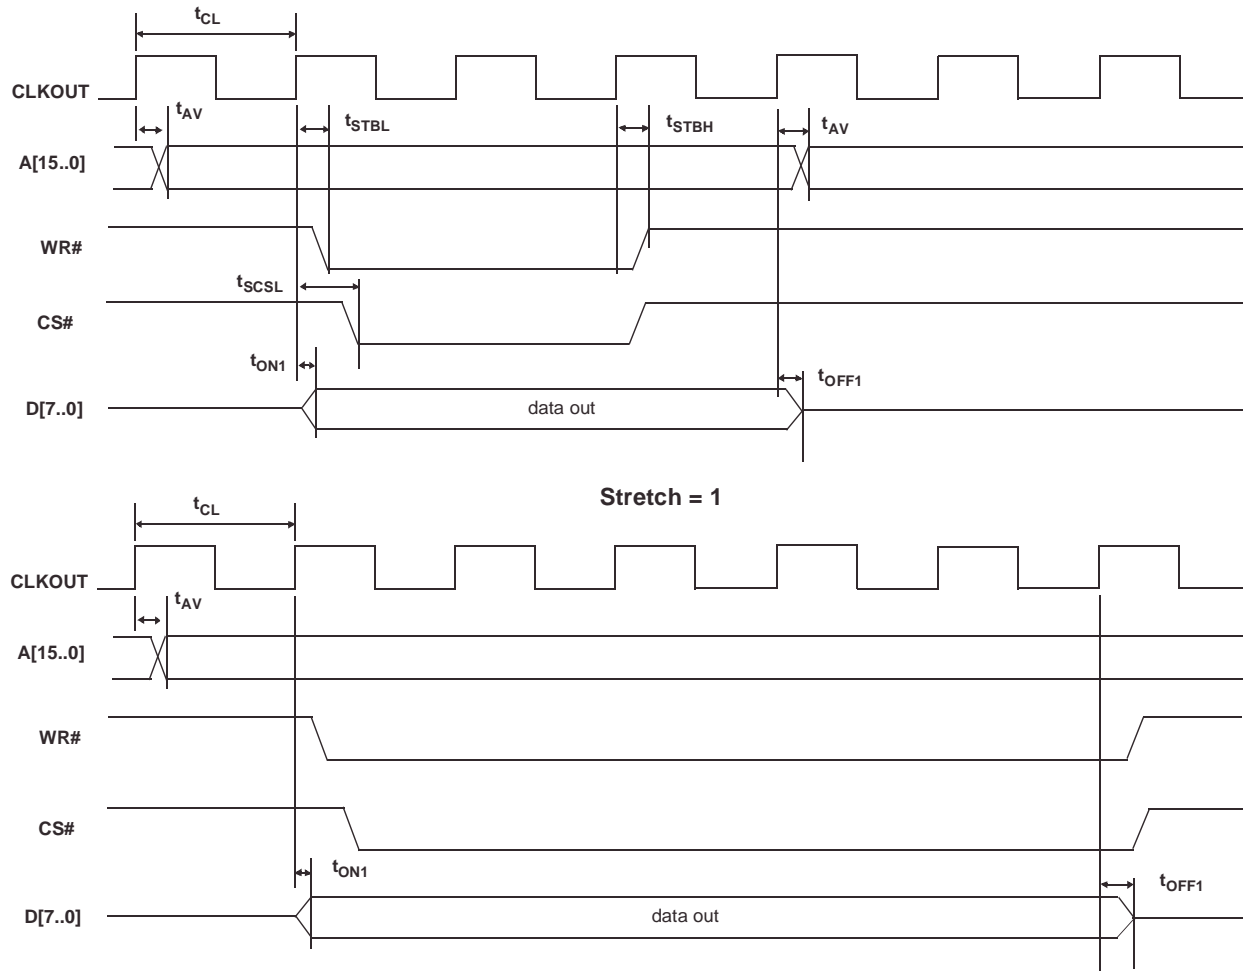 tCL
CLKOUT
tAV
tSTBL
tSTBH
tAV
A[15..0]
WR#
tSCSL
CS#
tON1
tOFF1
D[7..0]
data out
Stretch = 1
tCL
CLKOUT
tAV
A[15..0]
WR#
CS#
tON1
tOFF1
D[7..0]
data out